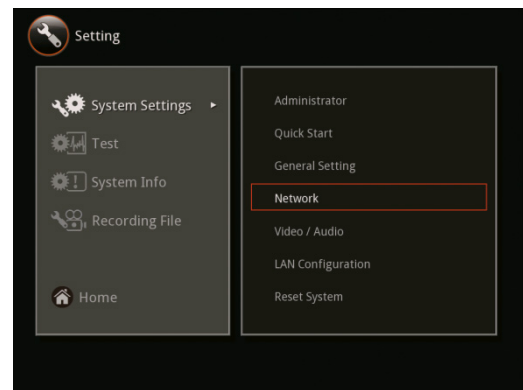 Setting
System Settings
Test
System Info
Recording File
Home
Administrator
Quick Start
General Setting
Network
Video / Audio
LAN Configuration
Reset System